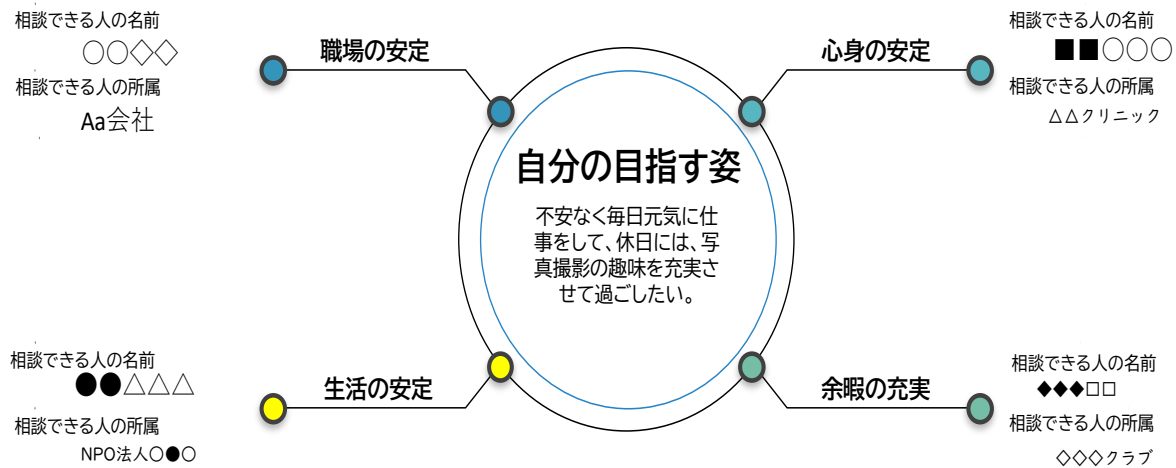 相談できる人の名前
○○◇◇
相談できる人の所属
Aa会社
職場の安定
心身の安定
相談できる人の名前
■■○○○
相談できる人の所属
△△クリニック
自分の目指す姿
不安なく毎日元気に仕
事をして、休日には、写
真撮影の趣味を充実さ
せて過ごしたい。
相談できる人の名前
●●△△△
相談できる人の所属
NPO法人○●○
生活の安定
余暇の充実
相談できる人の名前
◆◆◆□□
相談できる人の所属
◇◇◇クラブ